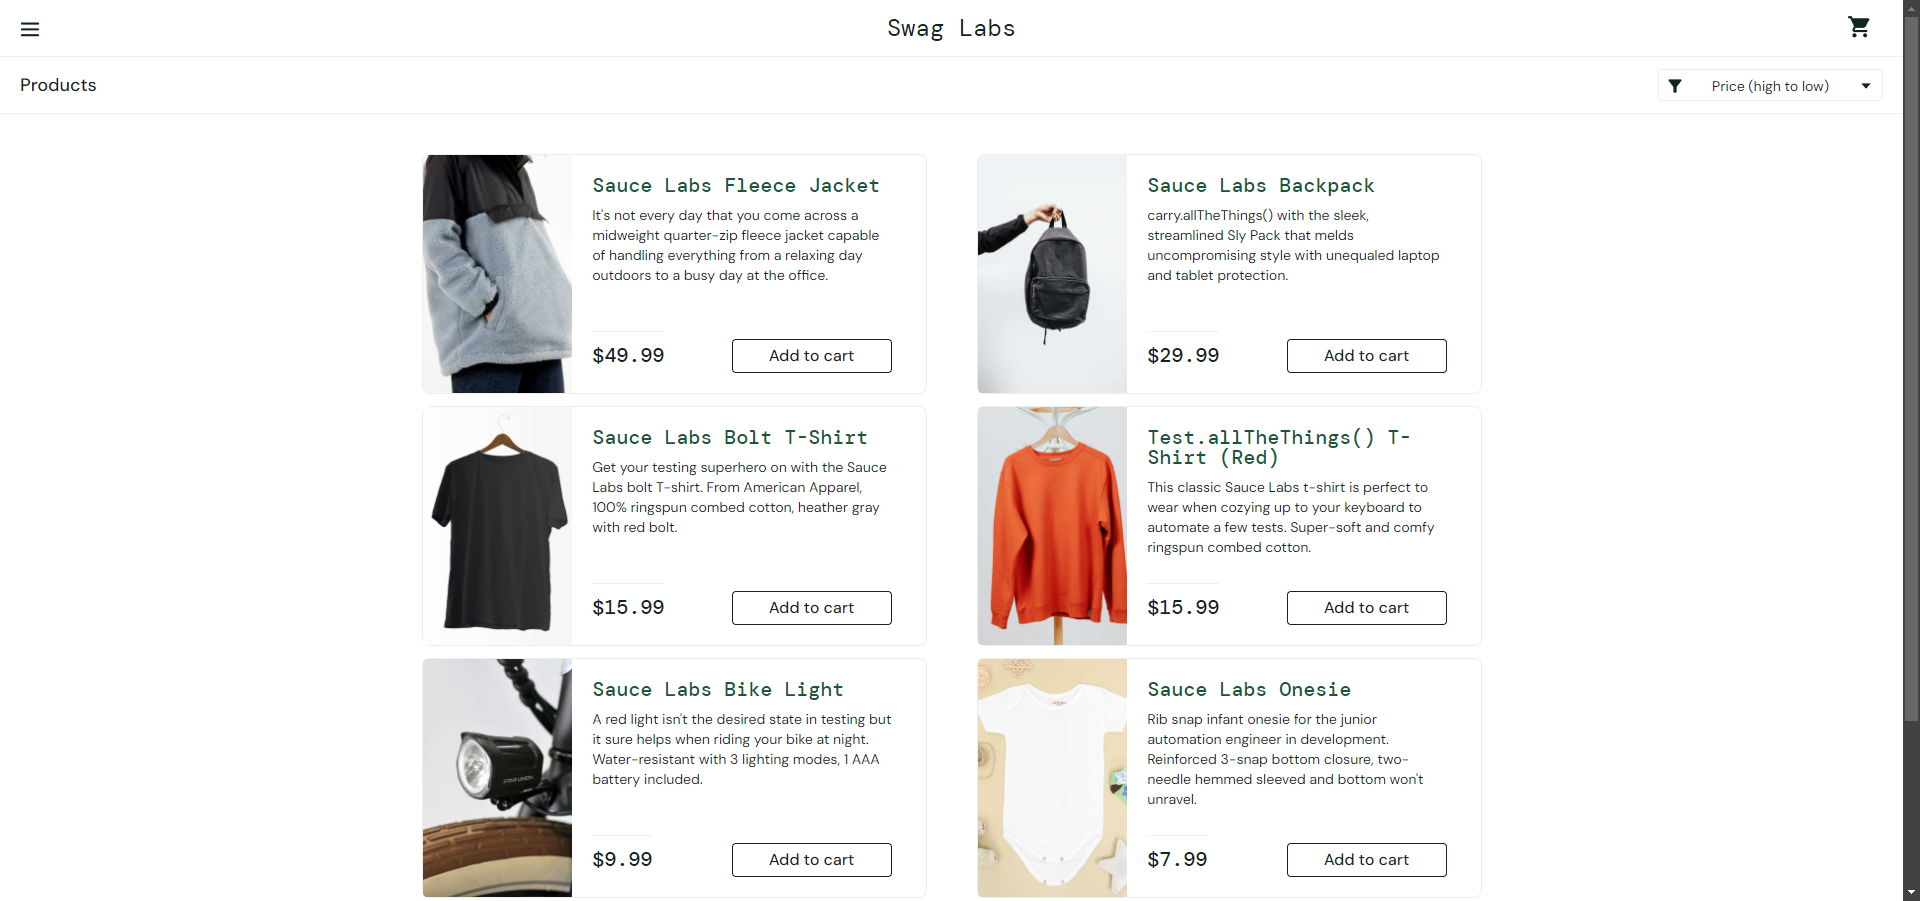 Swag Labs
Products
Price (high to low)
Sauce Labs Fleece Jacket
It's not every day that you come across a
midweight quarter-zip fleece jacket capable
of handling everything from a relaxing day
outdoors to a busy day at the office.
$49.99
Add to cart
Sauce Labs Backpack
carry.allTheThings() with the sleek,
streamlined Sly Pack that melds
uncompromising style with unequaled laptop
and tablet protection.
$29.99
Add to cart
Sauce Labs Bolt T-Shirt
Get your testing superhero on with the Sauce
Labs bolt T-shirt. From American Apparel,
100% ringspun combed cotton, heather gray
with red bolt.
$15.99
Add to cart
Test.allTheThings() T-
Shirt (Red)
This classic Sauce Labs t-shirt is perfect to
wear when cozying up to your keyboard to
automate a few tests. Super-soft and comfy
ringspun combed cotton.
$15.99
Add to cart
Sauce Labs Bike Light
A red light isn't the desired state in testing but
it sure helps when riding your bike at night.
Water-resistant with 3 lighting modes, 1 AAA
battery included.
$9.99
Add to cart
Sauce Labs Onesie
Rib snap infant onesie for the junior
automation engineer in development.
Reinforced 3-snap bottom closure, two-
needle hemmed sleeved and bottom won't
unravel.
$7.99
Add to cart